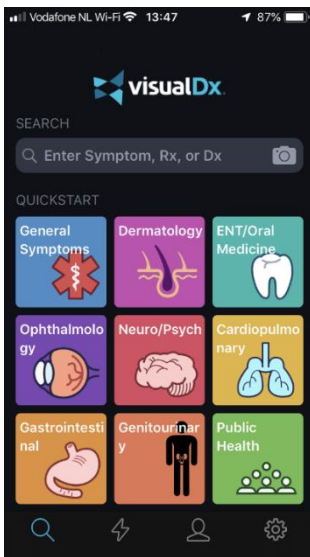 Vodafone NL Wi-Fi 13:47 87%
visualDx
SEARCH
Enter Symptom, Rx, or Dx
QUICKSTART
General
Symptoms
Dermatology
ENT/Oral
Medicine
Ophthalmolo
gy
Neuro/Psych
Cardiopulmo
nary
Gastrointesti
nal
Genitourinar
y
Public
Health